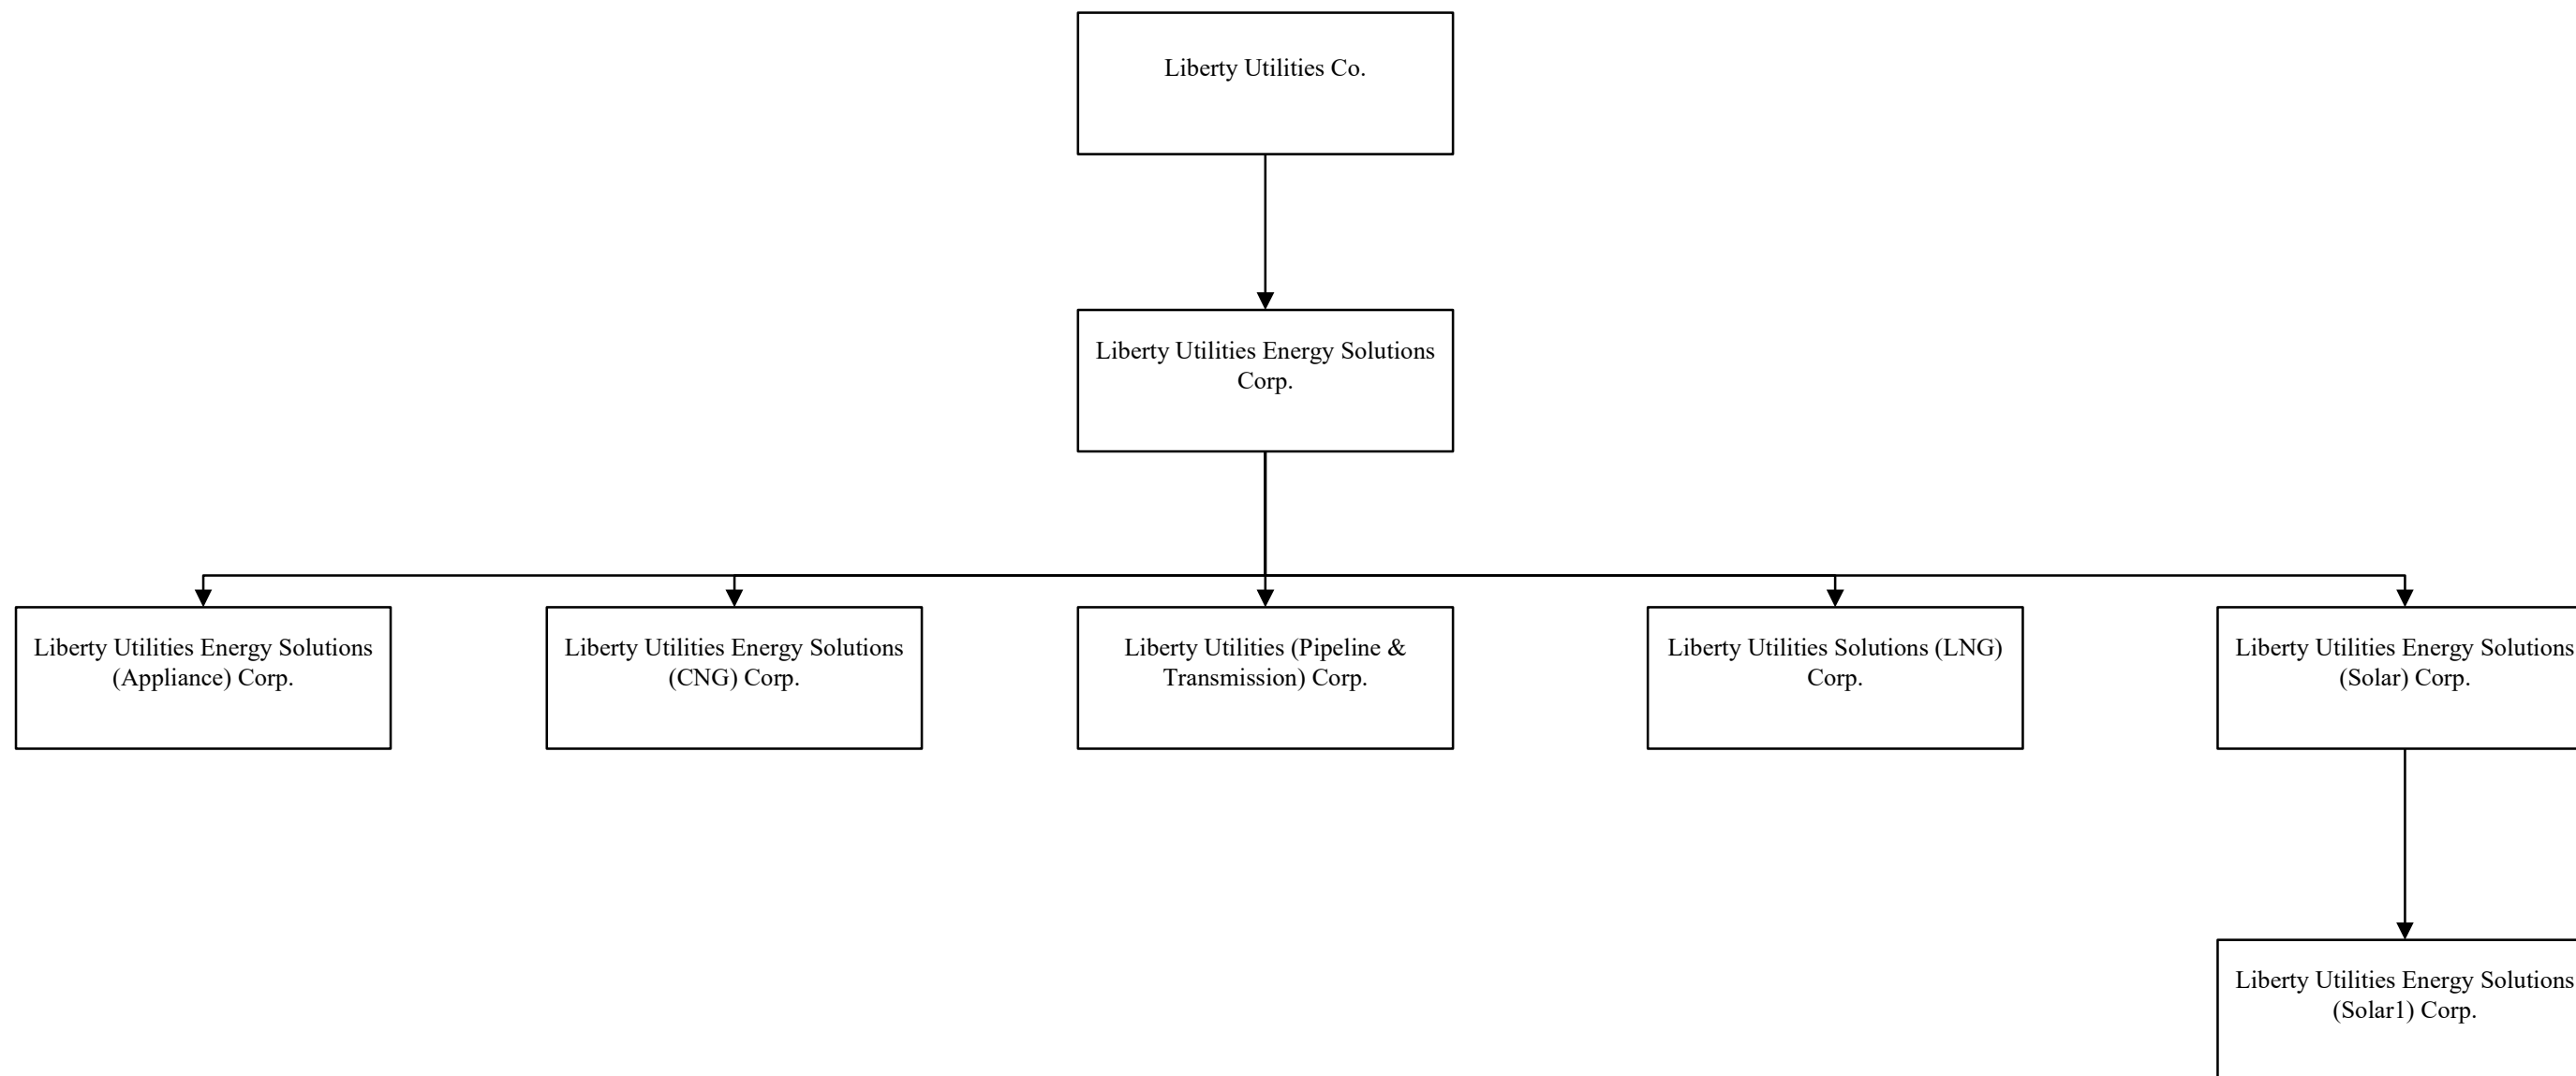 Liberty Utilities Co.
Liberty Utilities Energy Solutions
Corp.
Liberty Utilities Energy Solutions
(Appliance) Corp.
Liberty Utilities Energy Solutions
(CNG) Corp.
Liberty Utilities (Pipeline &
Transmission) Corp.
Liberty Utilities Solutions (LNG)
Corp.
Liberty Utilities Energy Solutions
(Solar) Corp.
Liberty Utilities Energy Solutions
(Solar1) Corp.